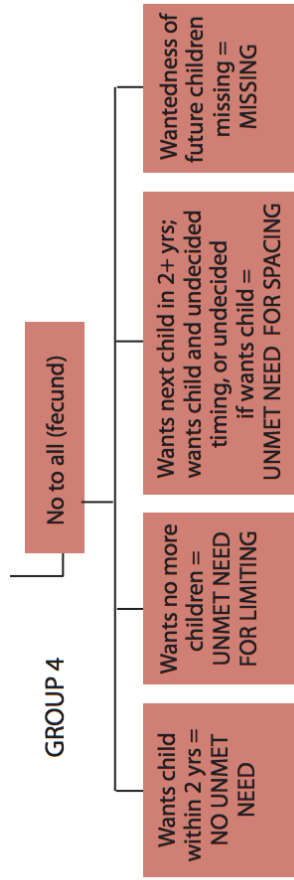 No to all (fecund)
GROUP 4
Wants child
within 2 yrs =
NO UNMET
NEED
Wants no more
children =
UNMET NEED
FOR LIMITING
Wants next child in 2+ yrs;
wants child and undecided
timing, or undecided
if wants child =
UNMET NEED FOR SPACING
Wantedness of
future children
missing =
MISSING